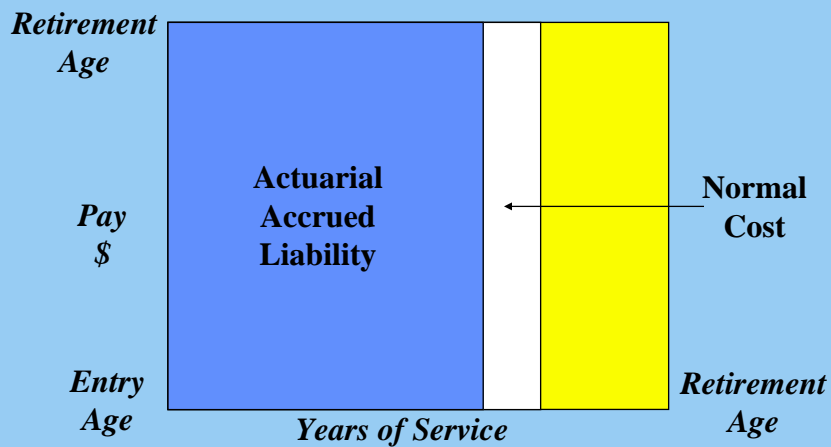 Retirement
Age
Actuarial
Accrued
Liability
Normal
Cost
Pay
$
Entry
Age
Years of Service
Retirement
Age